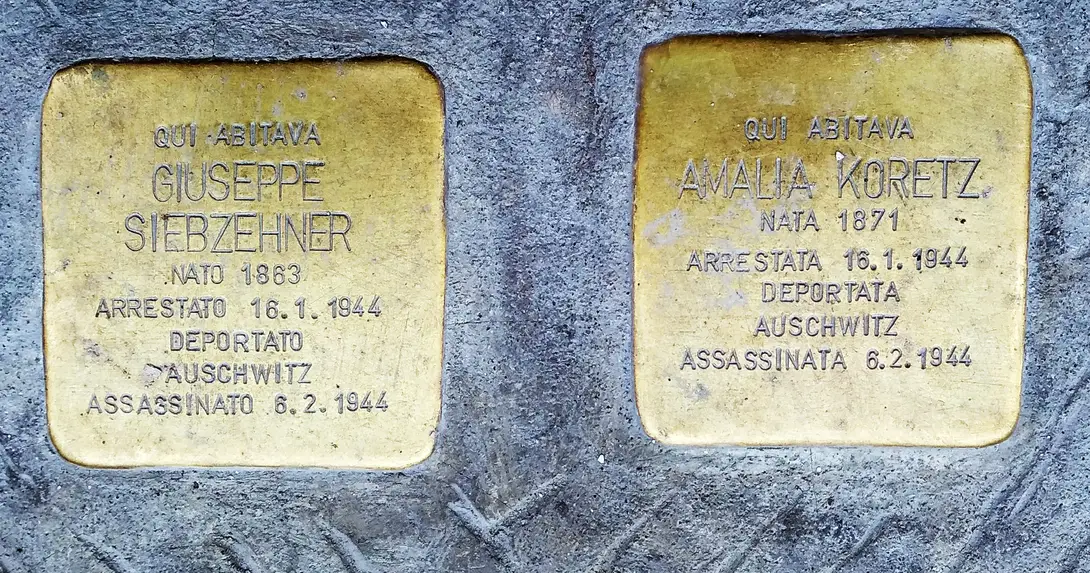 QUI ABITAVA
GIUSEPPE
SIEBZEHNER
NATO 1863
ARRESTATO 16.1.1944
DEPORTATO
AUSCHWITZ
ASSASSINATO 6.2.1944
QUI ABITAVA
AMALIA KORETZ
NATA 1871
ARRESTATA 16.1.1944
DEPORTATA
AUSCHWITZ
ASSASSINATA 6.2.1944